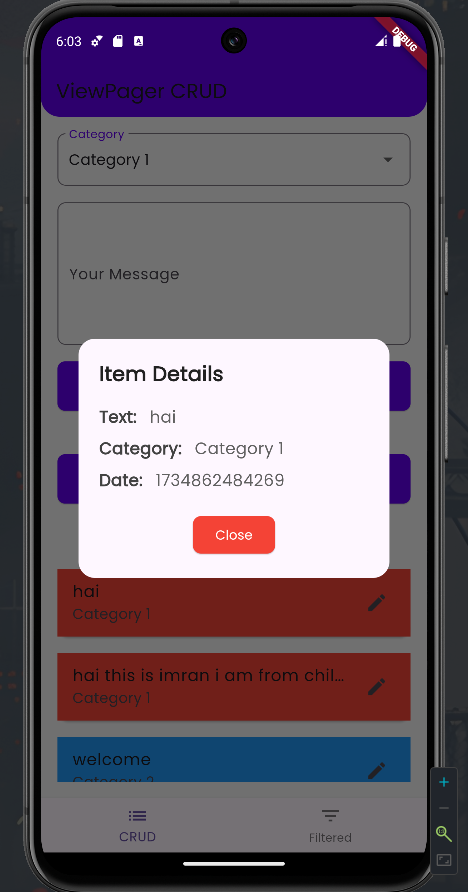 6:03
DEBUG
ViewPager CRUD
Category
Category 1
Your Message
Item Details
Text: hai
Category: Category 1
Date: 1734862484269
Close
hai
Category 1
hai this is imran i am from chil...
Category 1
welcome
Category 2
CRUD
Filtered